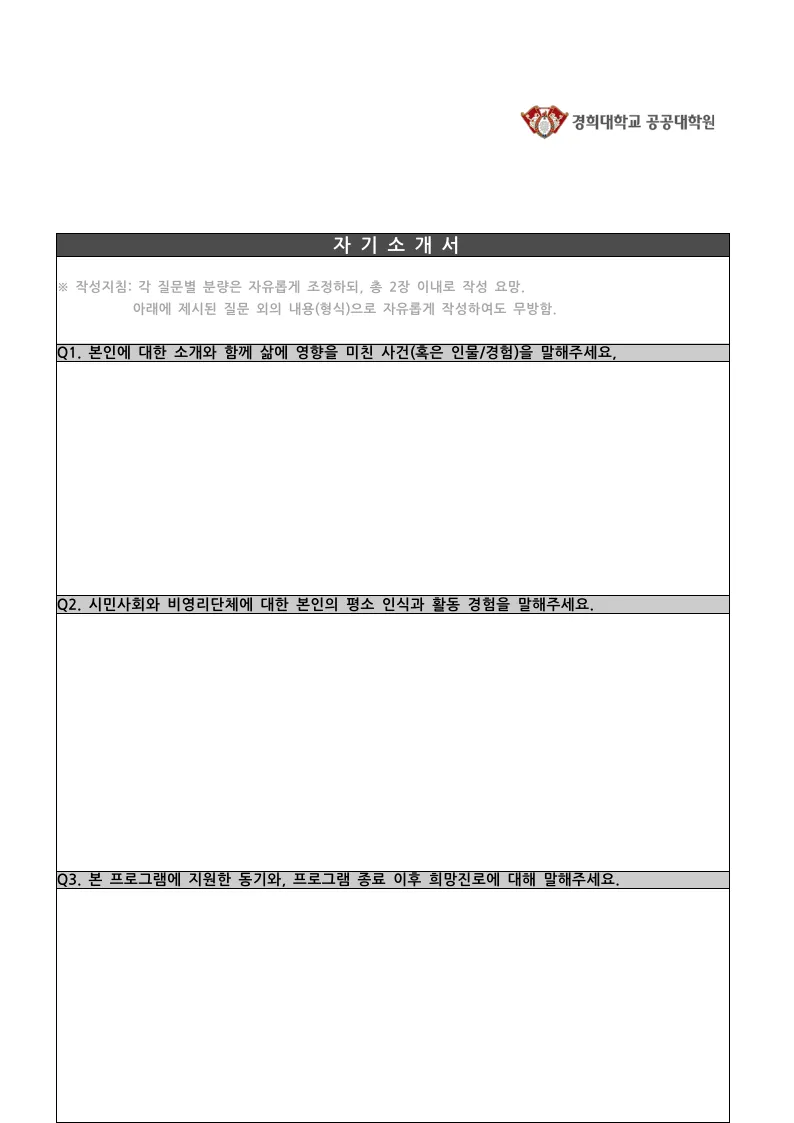 경희대학교 공공대학원
자 기 소 개 서
※ 작성지침: 각 질문별 분량은 자유롭게 조정하되, 총 2장 이내로 작성 요망.
아래에 제시된 질문 외의 내용(형식)으로 자유롭게 작성하여도 무방함.
Q1. 본인에 대한 소개와 함께 삶에 영향을 미친 사건(혹은 인물/경험)을 말해주세요,
Q2. 시민사회와 비영리단체에 대한 본인의 평소 인식과 활동 경험을 말해주세요.
Q3. 본 프로그램에 지원한 동기와, 프로그램 종료 이후 희망진로에 대해 말해주세요.